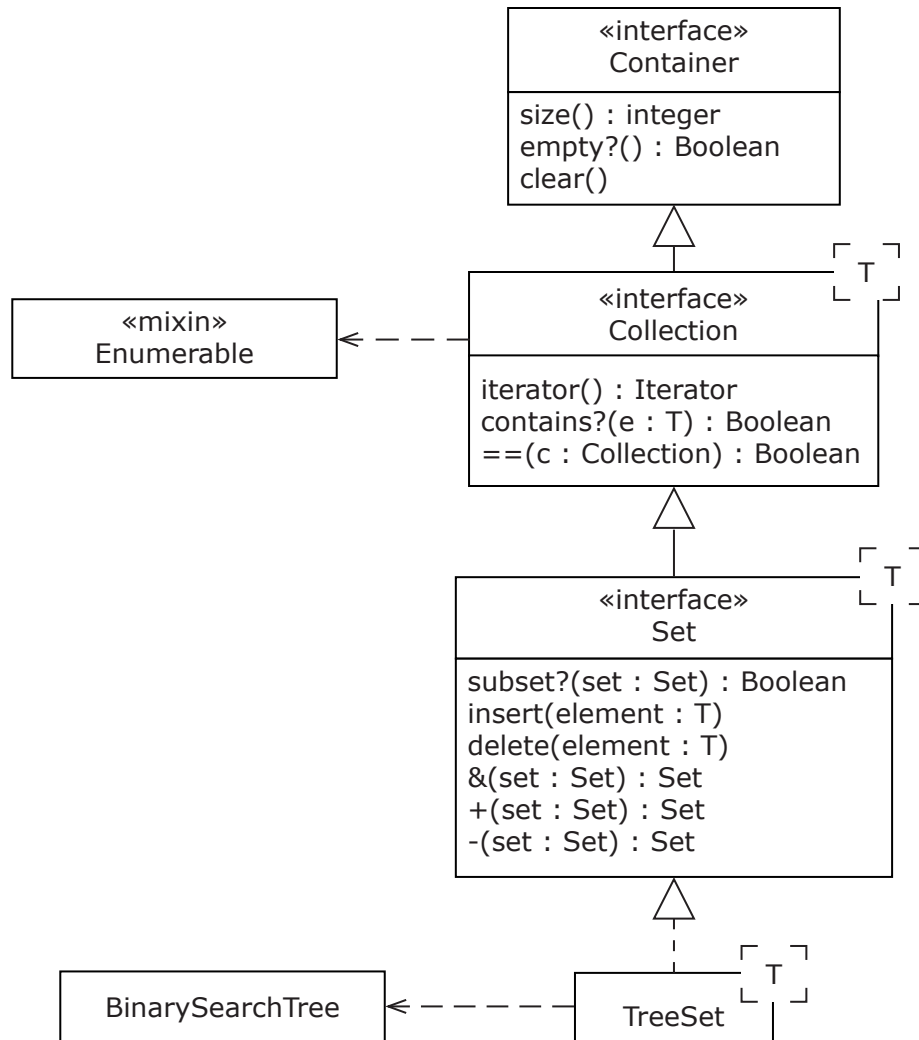 «interface»
Container
size() : integer
empty?() : Boolean
clear()
T
«interface»
Collection
«mixin»
Enumerable
iterator() : Iterator
contains?(e : T) : Boolean
==(c : Collection) : Boolean
T
«interface»
Set
subset?(set : Set) : Boolean
insert(element : T)
delete(element : T)
&(set : Set) : Set
+(set : Set) : Set
-(set : Set) : Set
T
BinarySearchTree
TreeSet